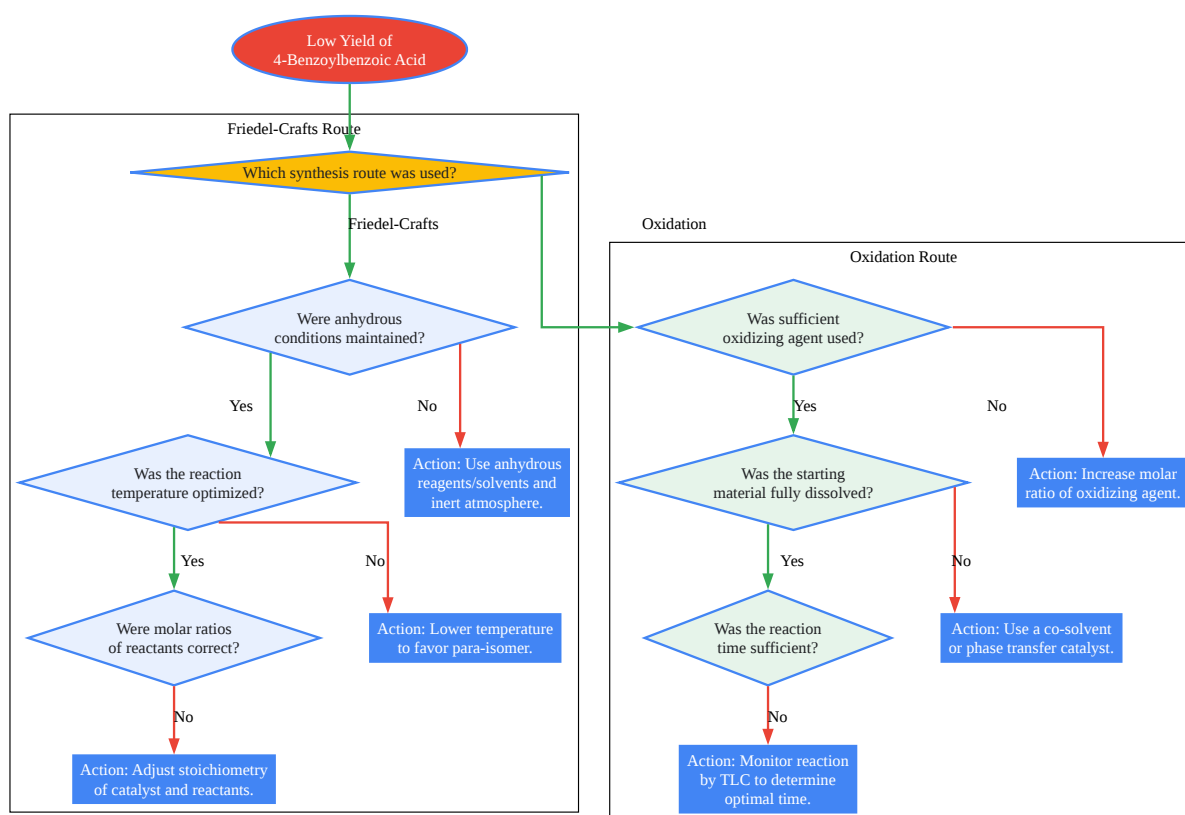 Low Yield of
4-Benzoylbenzoic Acid
Friedel-Crafts Route
Which synthesis route was used?
Friedel-Crafts
Were anhydrous
conditions maintained?
Yes
No
Action: Use anhydrous
reagents/solvents and
inert atmosphere.
Was the reaction
temperature optimized?
Yes
No
Action: Lower temperature
to favor para-isomer.
Were molar ratios
of reactants correct?
No
Action: Adjust stoichiometry
of catalyst and reactants.
Oxidation
Oxidation Route
Was sufficient
oxidizing agent used?
Yes
No
Action: Increase molar
ratio of oxidizing agent.
Was the starting
material fully dissolved?
Yes
No
Action: Use a co-solvent
or phase transfer catalyst.
Was the reaction
time sufficient?
No
Action: Monitor reaction
by TLC to determine
optimal time.